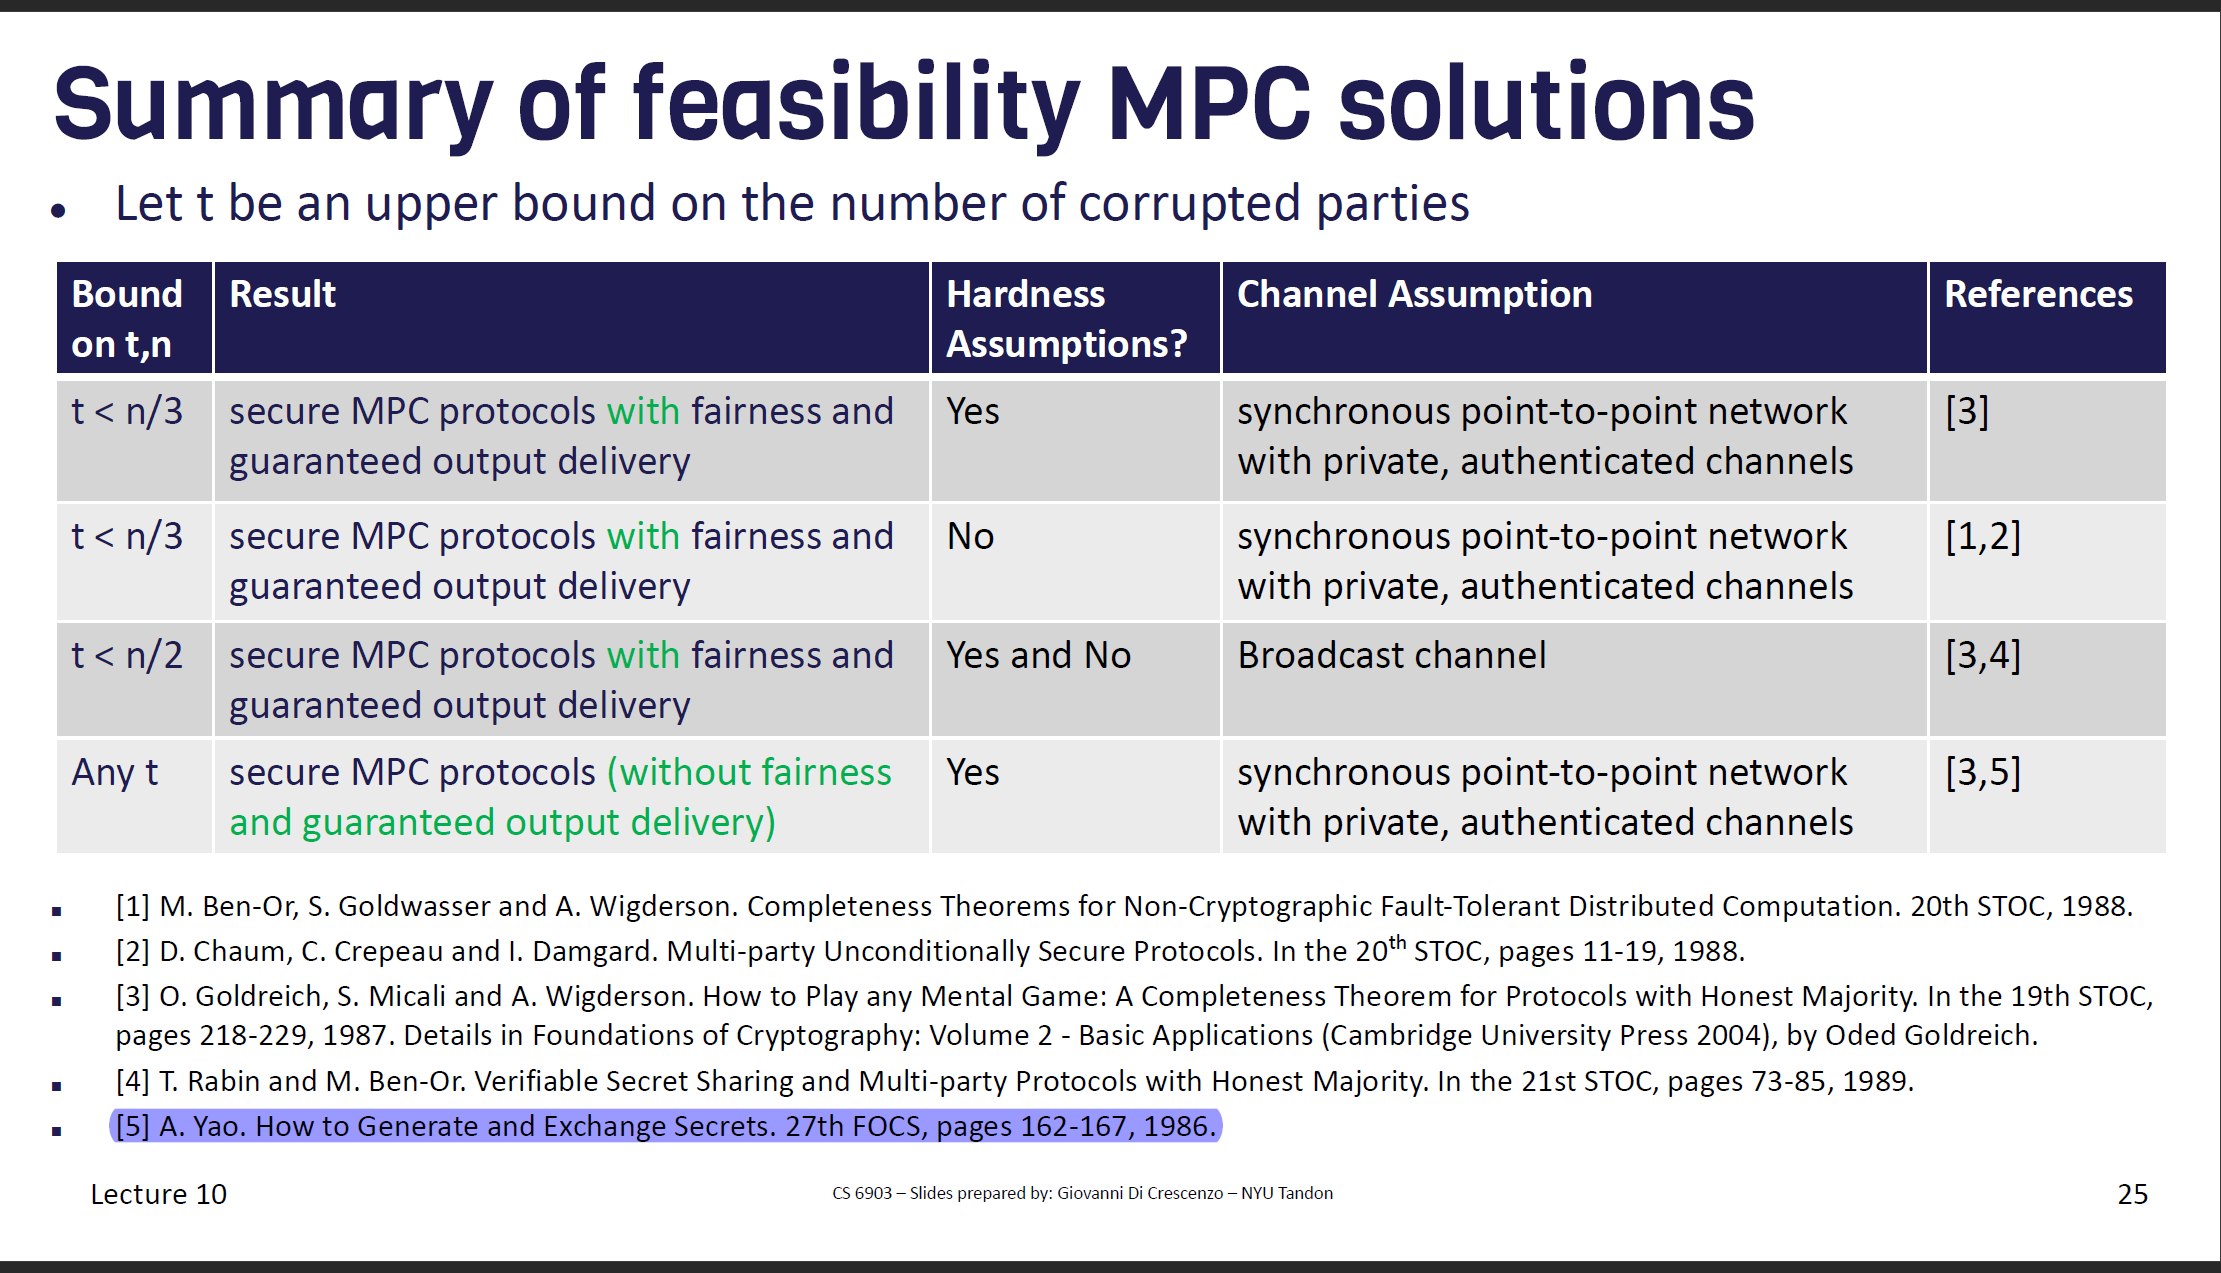 Summary of feasibility MPC solutions
• Let t be an upper bound on the number of corrupted parties
Bound on t,n | Result | Hardness Assumptions? | Channel Assumption | References
t < n/3 | secure MPC protocols with fairness and guaranteed output delivery | Yes | synchronous point-to-point network with private, authenticated channels | [3]
t < n/3 | secure MPC protocols with fairness and guaranteed output delivery | No | synchronous point-to-point network with private, authenticated channels | [1,2]
t < n/2 | secure MPC protocols with fairness and guaranteed output delivery | Yes and No | Broadcast channel | [3,4]
Any t | secure MPC protocols (without fairness and guaranteed output delivery) | Yes | synchronous point-to-point network with private, authenticated channels | [3,5]
▪ [1] M. Ben-Or, S. Goldwasser and A. Wigderson. Completeness Theorems for Non-Cryptographic Fault-Tolerant Distributed Computation. 20th STOC, 1988.
▪ [2] D. Chaum, C. Crepeau and I. Damgard. Multi-party Unconditionally Secure Protocols. In the 20th STOC, pages 11-19, 1988.
▪ [3] O. Goldreich, S. Micali and A. Wigderson. How to Play any Mental Game: A Completeness Theorem for Protocols with Honest Majority. In the 19th STOC,
pages 218-229, 1987. Details in Foundations of Cryptography: Volume 2 - Basic Applications (Cambridge University Press 2004), by Oded Goldreich.
▪ [4] T. Rabin and M. Ben-Or. Verifiable Secret Sharing and Multi-party Protocols with Honest Majority. In the 21st STOC, pages 73-85, 1989.
▪ [5] A. Yao. How to Generate and Exchange Secrets. 27th FOCS, pages 162-167, 1986.
Lecture 10
CS 6903 – Slides prepared by: Giovanni Di Crescenzo – NYU Tandon
25